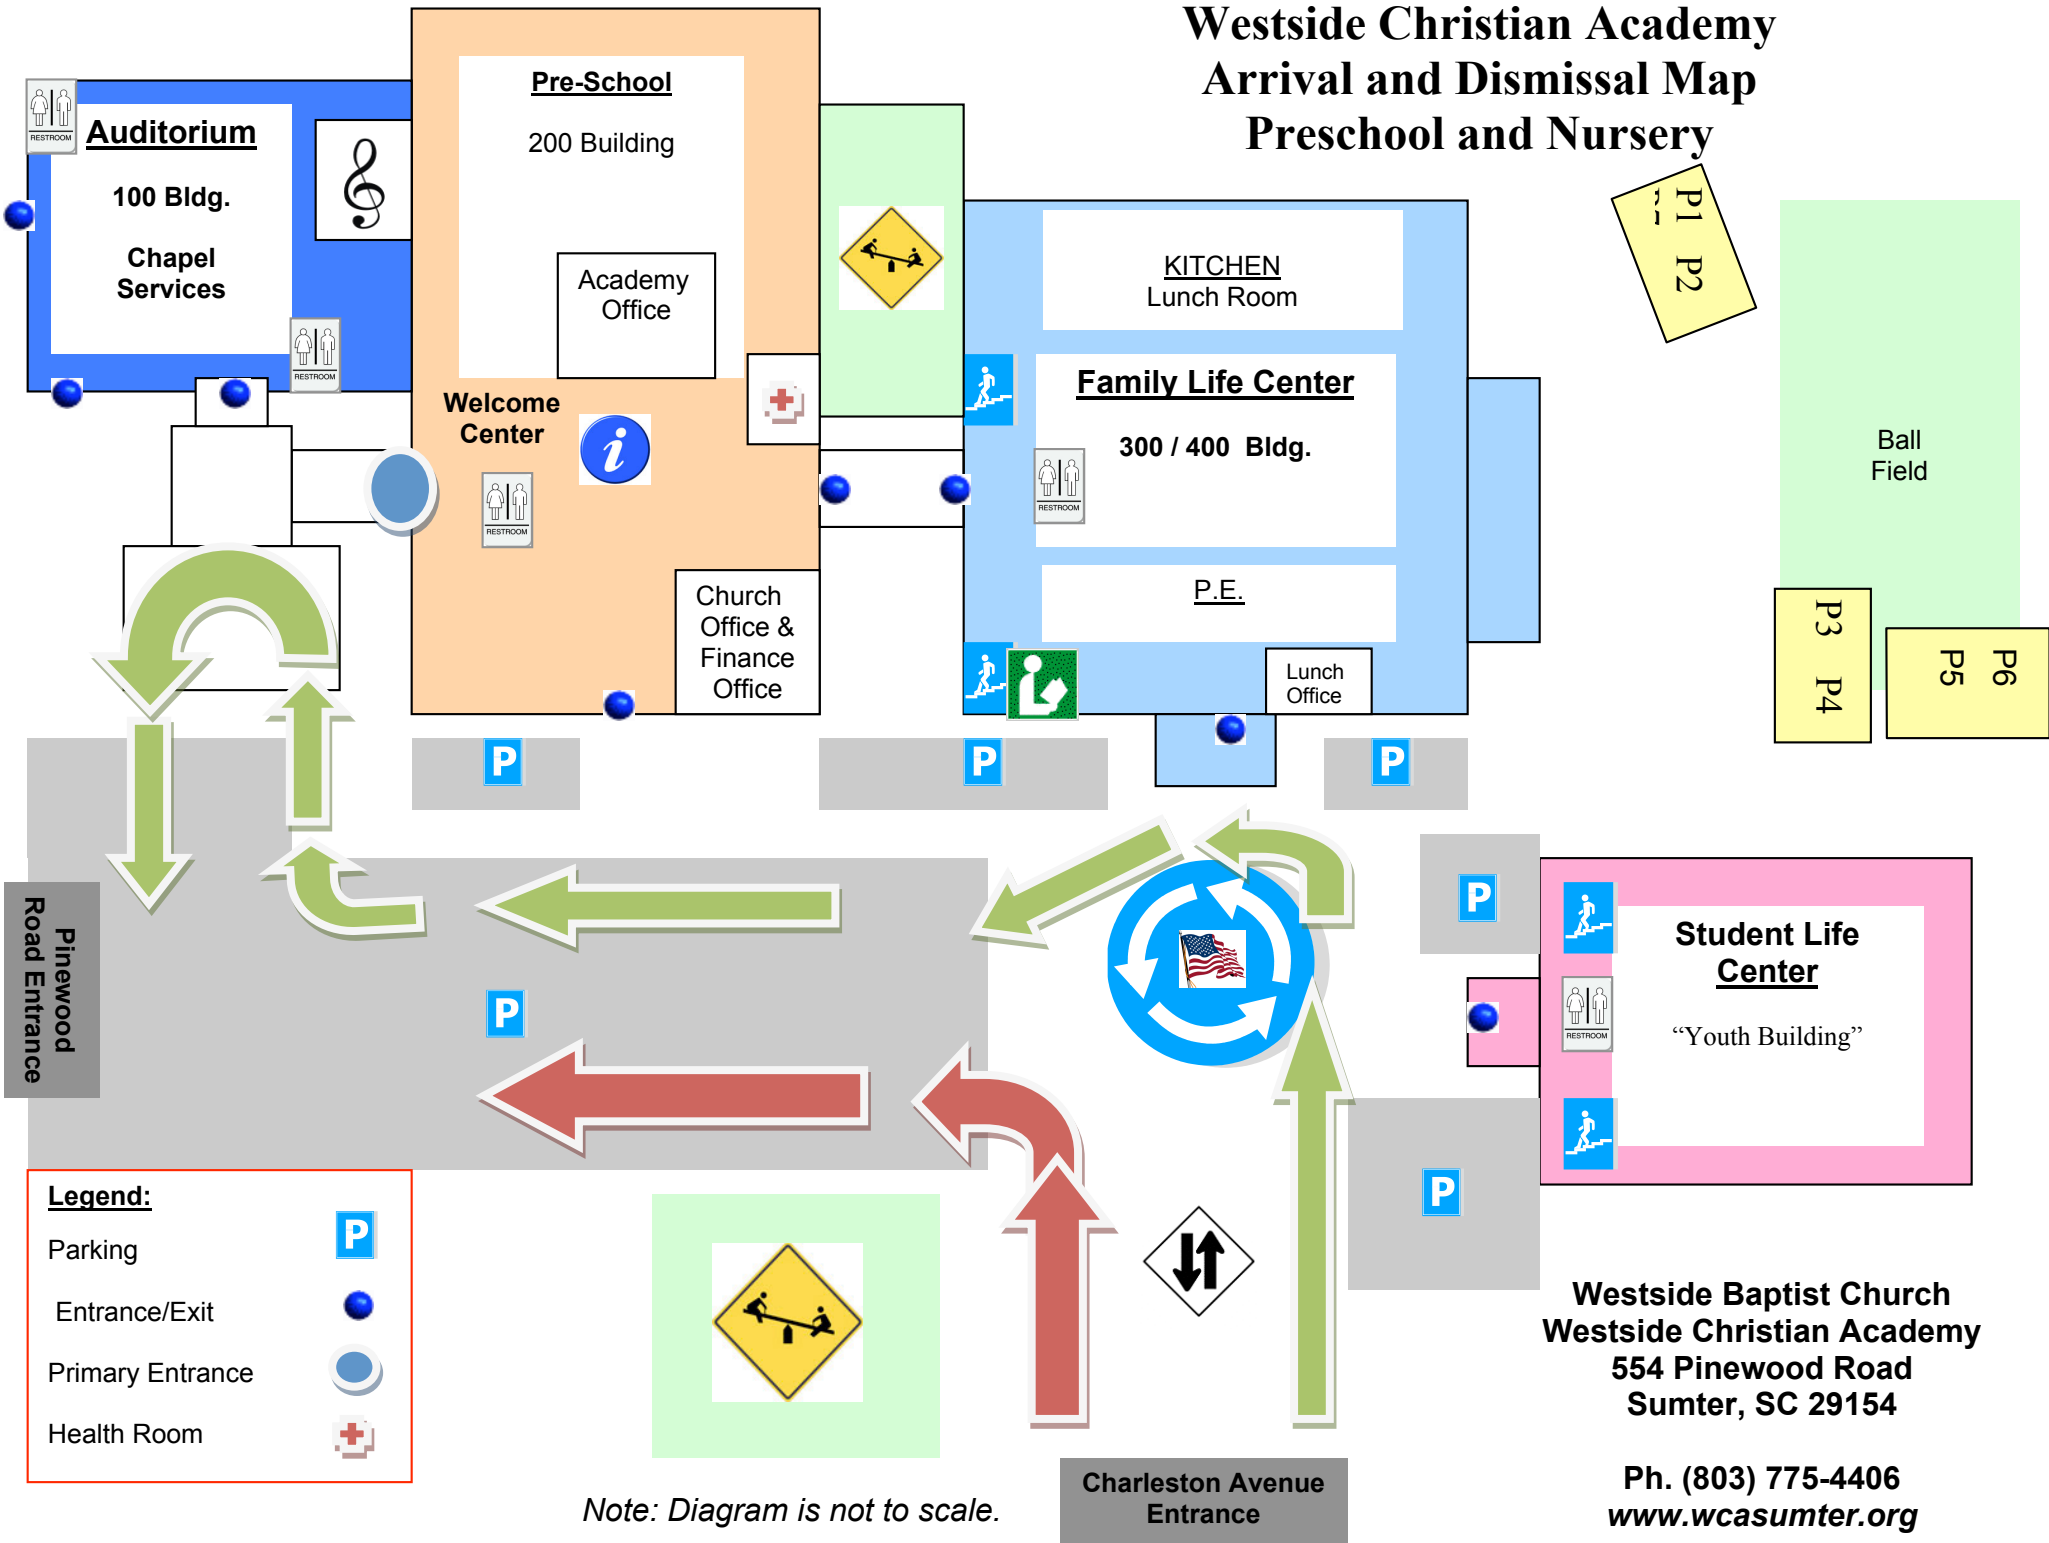 Westside Christian Academy
Arrival and Dismissal Map
Preschool and Nursery
RESTROOM
Auditorium
100 Bldg.
Chapel
Services
RESTROOM
Pre-School
200 Building
Academy
Office
Welcome
Center
i
RESTROOM
Church
Office &
Finance
Office
KITCHEN
Lunch Room
Family Life Center
300 / 400 Bldg.
RESTROOM
P.E.
Lunch
Office
P1 P2
Ball
Field
P3 P4
P5
P6
P
P
P
P
P
P
Pinewood
Road Entrance
Student Life
Center
RESTROOM
“Youth Building”
Legend:
Parking P
Entrance/Exit
Primary Entrance
Health Room
Note: Diagram is not to scale.
Charleston Avenue
Entrance
Westside Baptist Church
Westside Christian Academy
554 Pinewood Road
Sumter, SC 29154
Ph. (803) 775-4406
www.wcasumter.org